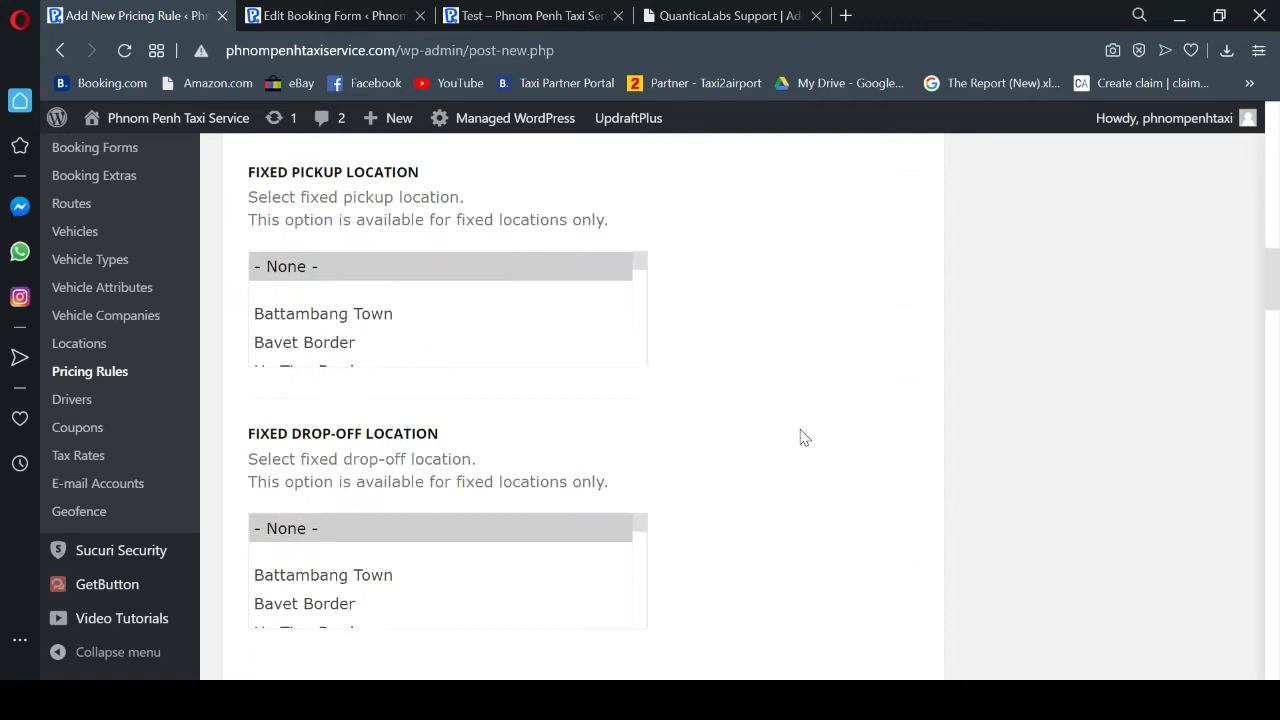 Add New Pricing Rule ‹ Phn
Edit Booking Form ‹ Phnom
Test – Phnom Penh Taxi Ser
QuanticaLabs Support | Ad
phnompenhtaxiservice.com/wp-admin/post-new.php
Booking.com
Amazon.com
eBay
Facebook
YouTube
Taxi Partner Portal
Partner - Taxi2airport
My Drive - Google...
The Report (New).xl...
Create claim | claim...
»
Phnom Penh Taxi Service
1
2
New
Managed WordPress
UpdraftPlus
Howdy, phnompenhtaxi
Booking Forms
Booking Extras
Routes
Vehicles
Vehicle Types
Vehicle Attributes
Vehicle Companies
Locations
Pricing Rules
Drivers
Coupons
Tax Rates
E-mail Accounts
Geofence
Sucuri Security
GetButton
Video Tutorials
Collapse menu
FIXED PICKUP LOCATION
Select fixed pickup location.
This option is available for fixed locations only.
- None -
Battambang Town
Bavet Border
FIXED DROP-OFF LOCATION
Select fixed drop-off location.
This option is available for fixed locations only.
- None -
Battambang Town
Bavet Border